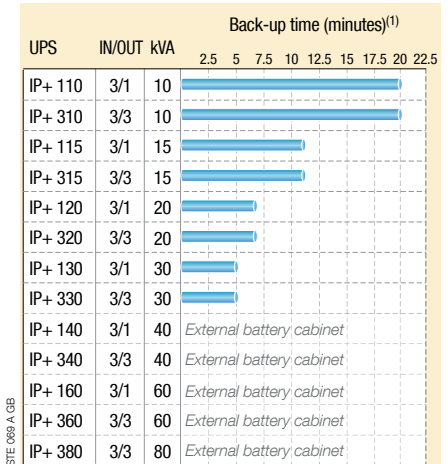 Back-up time (minutes)(1)
UPS IN/OUT kVA
2.5 5 7.5 10 12.5 15 17.5 20 22.5
IP+ 110 3/1 10
IP+ 310 3/3 10
IP+ 115 3/1 15
IP+ 315 3/3 15
IP+ 120 3/1 20
IP+ 320 3/3 20
IP+ 130 3/1 30
IP+ 330 3/3 30
IP+ 140 3/1 40 External battery cabinet
IP+ 340 3/3 40 External battery cabinet
IP+ 160 3/1 60 External battery cabinet
IP+ 360 3/3 60 External battery cabinet
IP+ 380 3/3 80 External battery cabinet
STE 069 A GB